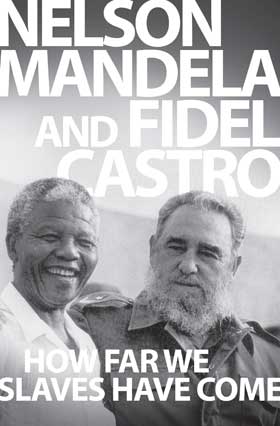 NELSON
MANDELA
AND FIDEL
CASTRO
HOW FAR WE
SLAVES HAVE COME